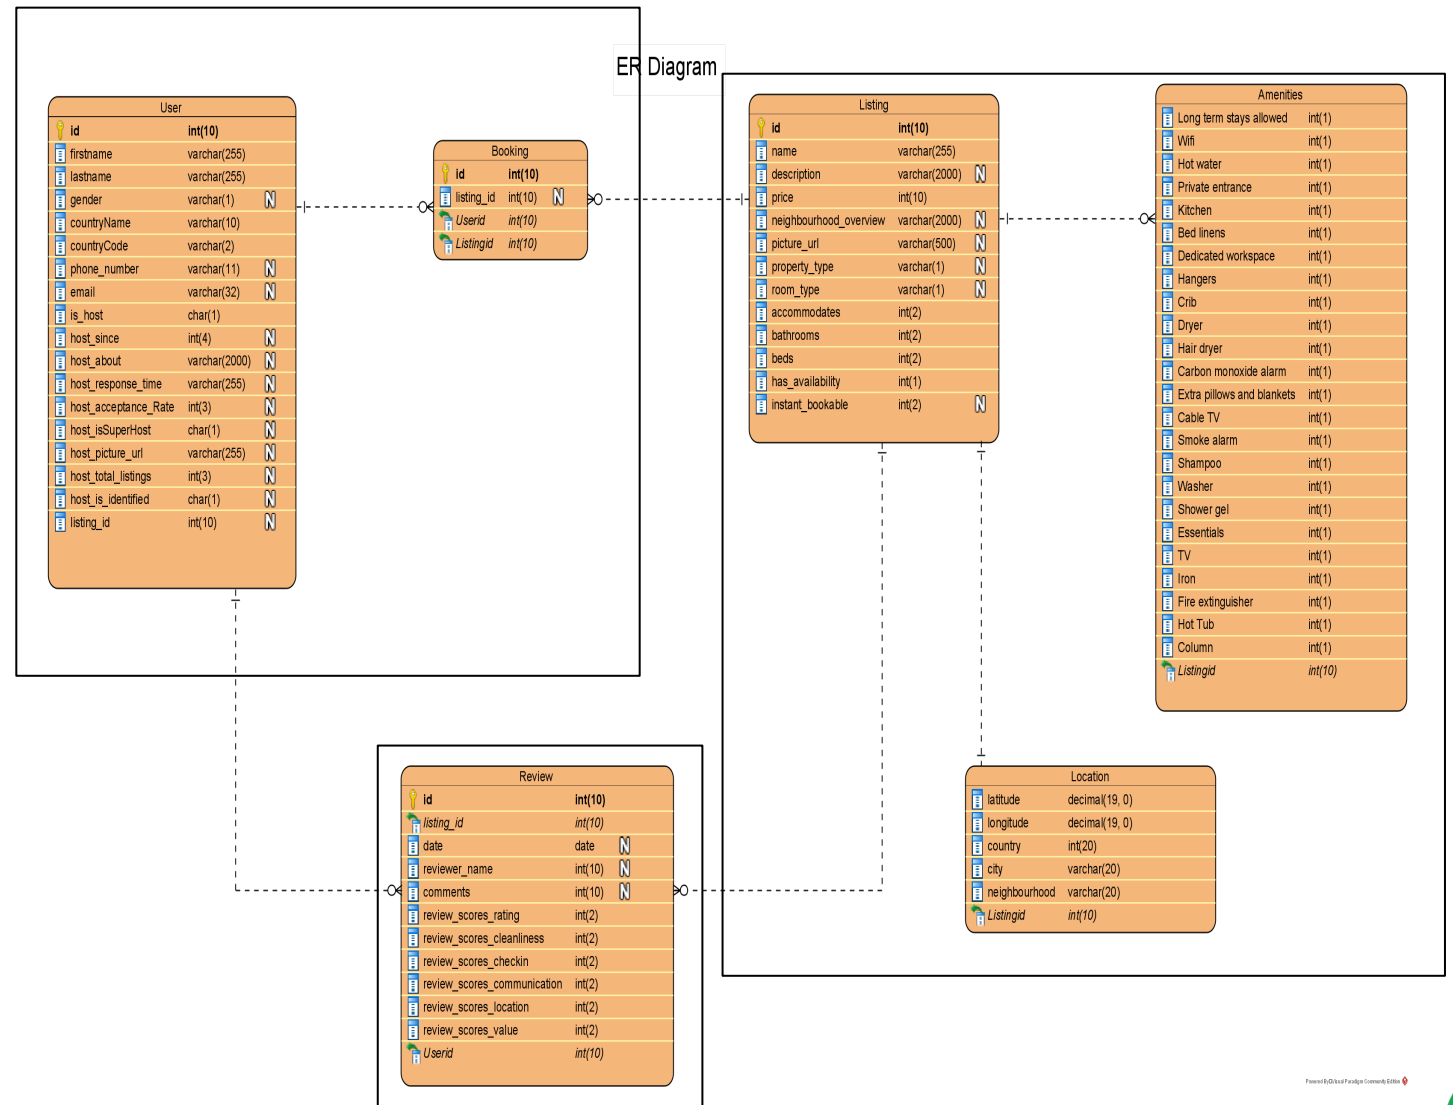 ER Diagram
User
id int(10)
firstname varchar(255)
lastname varchar(255)
gender varchar(1) N
countryName varchar(10)
countryCode varchar(2)
phone_number varchar(11) N
email varchar(32) N
is_host char(1)
host_since int(4) N
host_about varchar(2000) N
host_response_time varchar(255) N
host_acceptance_Rate int(3) N
host_isSuperHost char(1) N
host_picture_url varchar(255) N
host_total_listings int(3) N
host_is_identified char(1) N
listing_id int(10) N
Booking
id int(10)
listing_id int(10) N
Userid int(10)
Listingid int(10)
Listing
id int(10)
name varchar(255)
description varchar(2000) N
price int(10)
neighbourhood_overview varchar(2000) N
picture_url varchar(500) N
property_type varchar(1) N
room_type varchar(1) N
accommodates int(2)
bathrooms int(2)
beds int(2)
has_availability int(1)
instant_bookable int(2) N
Amenities
Long term stays allowed int(1)
Wifi int(1)
Hot water int(1)
Private entrance int(1)
Kitchen int(1)
Bed linens int(1)
Dedicated workspace int(1)
Hangers int(1)
Crib int(1)
Dryer int(1)
Hair dryer int(1)
Carbon monoxide alarm int(1)
Extra pillows and blankets int(1)
Cable TV int(1)
Smoke alarm int(1)
Shampoo int(1)
Washer int(1)
Shower gel int(1)
Essentials int(1)
TV int(1)
Iron int(1)
Fire extinguisher int(1)
Hot Tub int(1)
Column int(1)
Listingid int(10)
Review
id int(10)
listing_id int(10)
date date N
reviewer_name int(10) N
comments int(10) N
review_scores_rating int(2)
review_scores_cleanliness int(2)
review_scores_checkin int(2)
review_scores_communication int(2)
review_scores_location int(2)
review_scores_value int(2)
Userid int(10)
Location
latitude decimal(19, 0)
longitude decimal(19, 0)
country int(20)
city varchar(20)
neighbourhood varchar(20)
Listingid int(10)
Powered By Visual Paradigm Community Edition